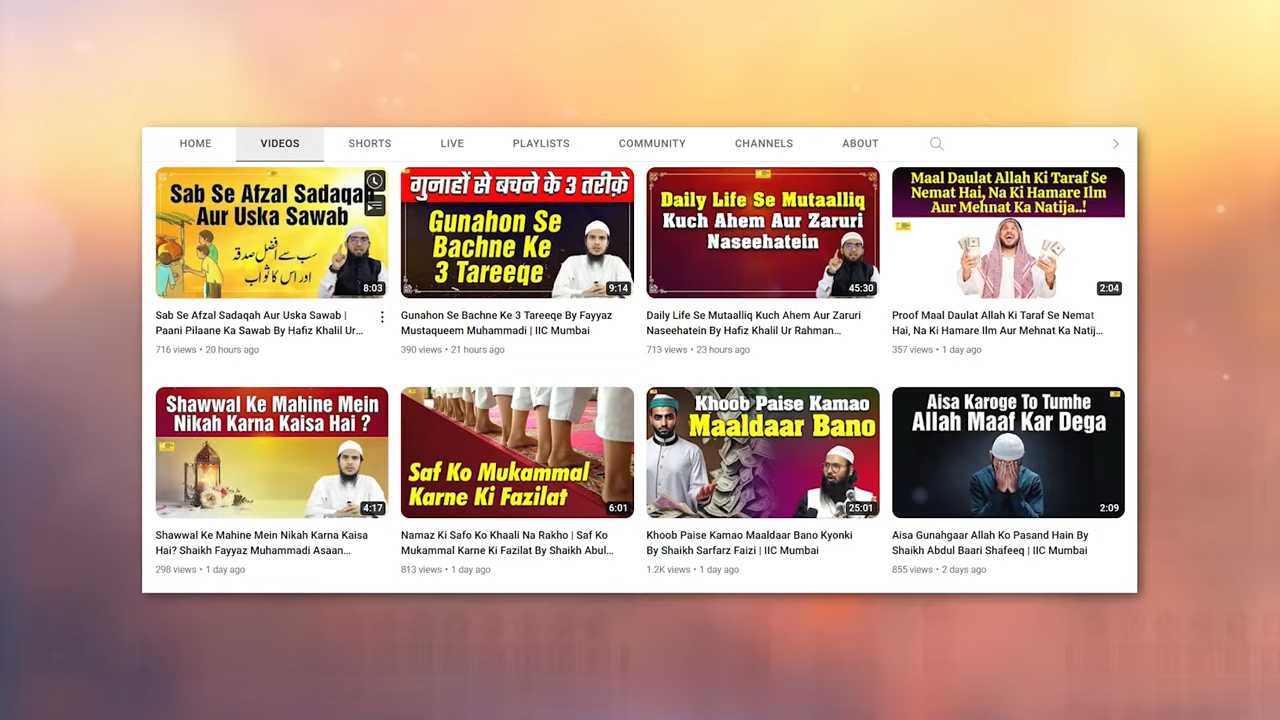 HOME VIDEOS SHORTS LIVE PLAYLISTS COMMUNITY CHANNELS ABOUT
Sab Se Afzal Sadaqah
Aur Uska Sawab
سب سے افضل صدقہ
اور اس کا ثواب
8:03
Sab Se Afzal Sadaqah Aur Uska Sawab |
Paani Pilaane Ka Sawab By Hafiz Khalil Ur...
716 views • 20 hours ago
गुनाहों से बचने के 3 तरीक़े
Gunahon Se
Bachne Ke
3 Tareeqe
9:14
Gunahon Se Bachne Ke 3 Tareeqe By Fayyaz
Mustaqueem Muhammadi | IIC Mumbai
390 views • 21 hours ago
Daily Life Se Mutaalliq
Kuch Ahem Aur Zaruri
Naseehatein
45:30
Daily Life Se Mutaalliq Kuch Ahem Aur Zaruri
Naseehatein By Hafiz Khalil Ur Rahman...
713 views • 23 hours ago
Maal Daulat Allah Ki Taraf Se
Nemat Hai, Na Ki Hamare Ilm
Aur Mehnat Ka Natija..!
2:04
Proof Maal Daulat Allah Ki Taraf Se Nemat
Hai, Na Ki Hamare Ilm Aur Mehnat Ka Natij...
357 views • 1 day ago
Shawwal Ke Mahine Mein
Nikah Karna Kaisa Hai ?
4:17
Shawwal Ke Mahine Mein Nikah Karna Kaisa
Hai? Shaikh Fayyaz Muhammadi Asaan...
298 views • 1 day ago
Saf Ko Mukammal
Karne Ki Fazilat
6:01
Namaz Ki Safo Ko Khaali Na Rakho | Saf Ko
Mukammal Karne Ki Fazilat By Shaikh Abul...
813 views • 1 day ago
Khoob Paise Kamao
Maaldaar Bano
25:01
Khoob Paise Kamao Maaldaar Bano Kyonki
By Shaikh Sarfarz Faizi | IIC Mumbai
1.2K views • 1 day ago
Aisa Karoge To Tumhe
Allah Maaf Kar Dega
2:09
Aisa Gunahgaar Allah Ko Pasand Hain By
Shaikh Abdul Baari Shafeeq | IIC Mumbai
855 views • 2 days ago